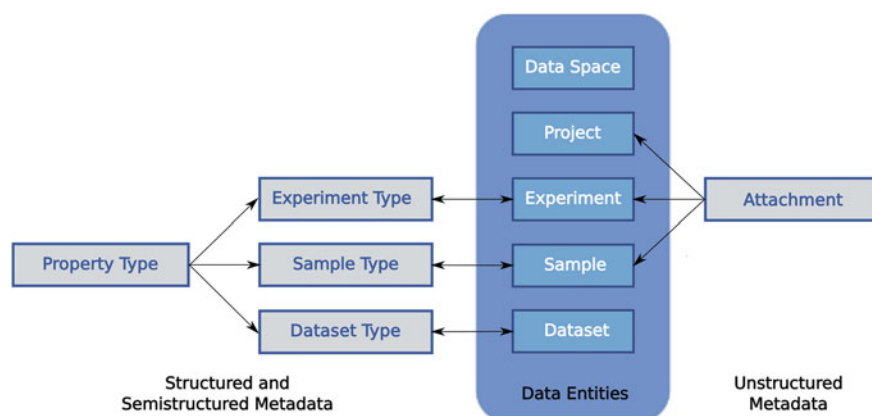 Data Space
Project
Experiment Type
Experiment
Attachment
Property Type
Sample Type
Sample
Dataset Type
Dataset
Structured and
Semistructured Metadata
Data Entities
Unstructured
Metadata